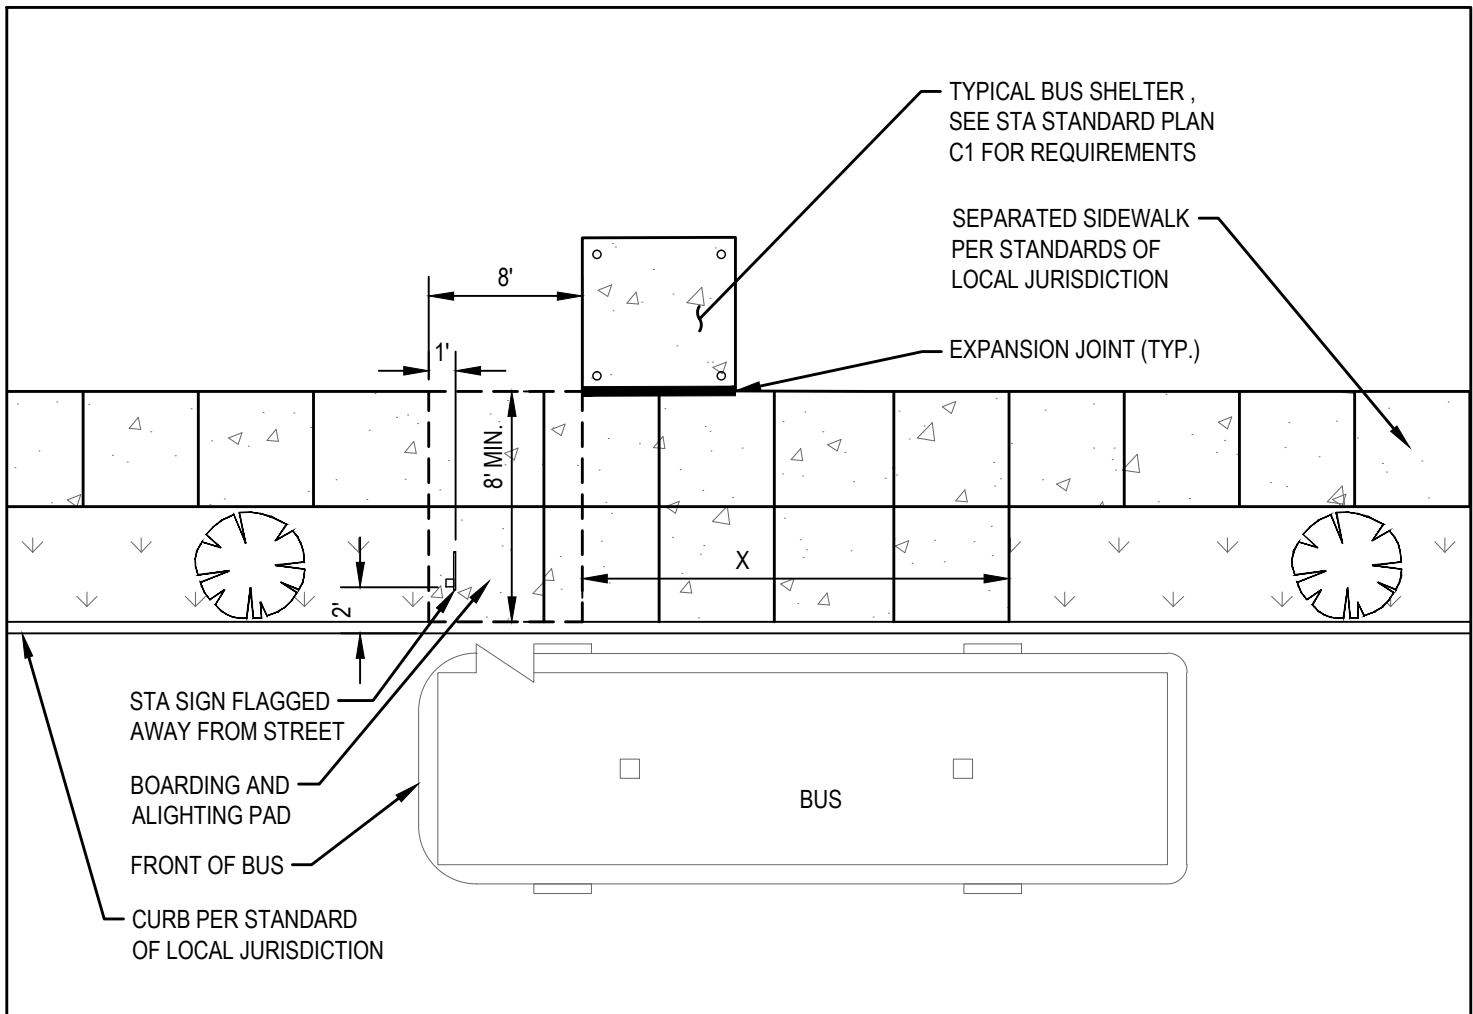 TYPICAL BUS SHELTER ,
SEE STA STANDARD PLAN
C1 FOR REQUIREMENTS
SEPARATED SIDEWALK
PER STANDARDS OF
LOCAL JURISDICTION
8'
1'
EXPANSION JOINT (TYP.)
8' MIN.
X
2'
STA SIGN FLAGGED
AWAY FROM STREET
BOARDING AND
ALIGHTING PAD
BUS
FRONT OF BUS
CURB PER STANDARD
OF LOCAL JURISDICTION